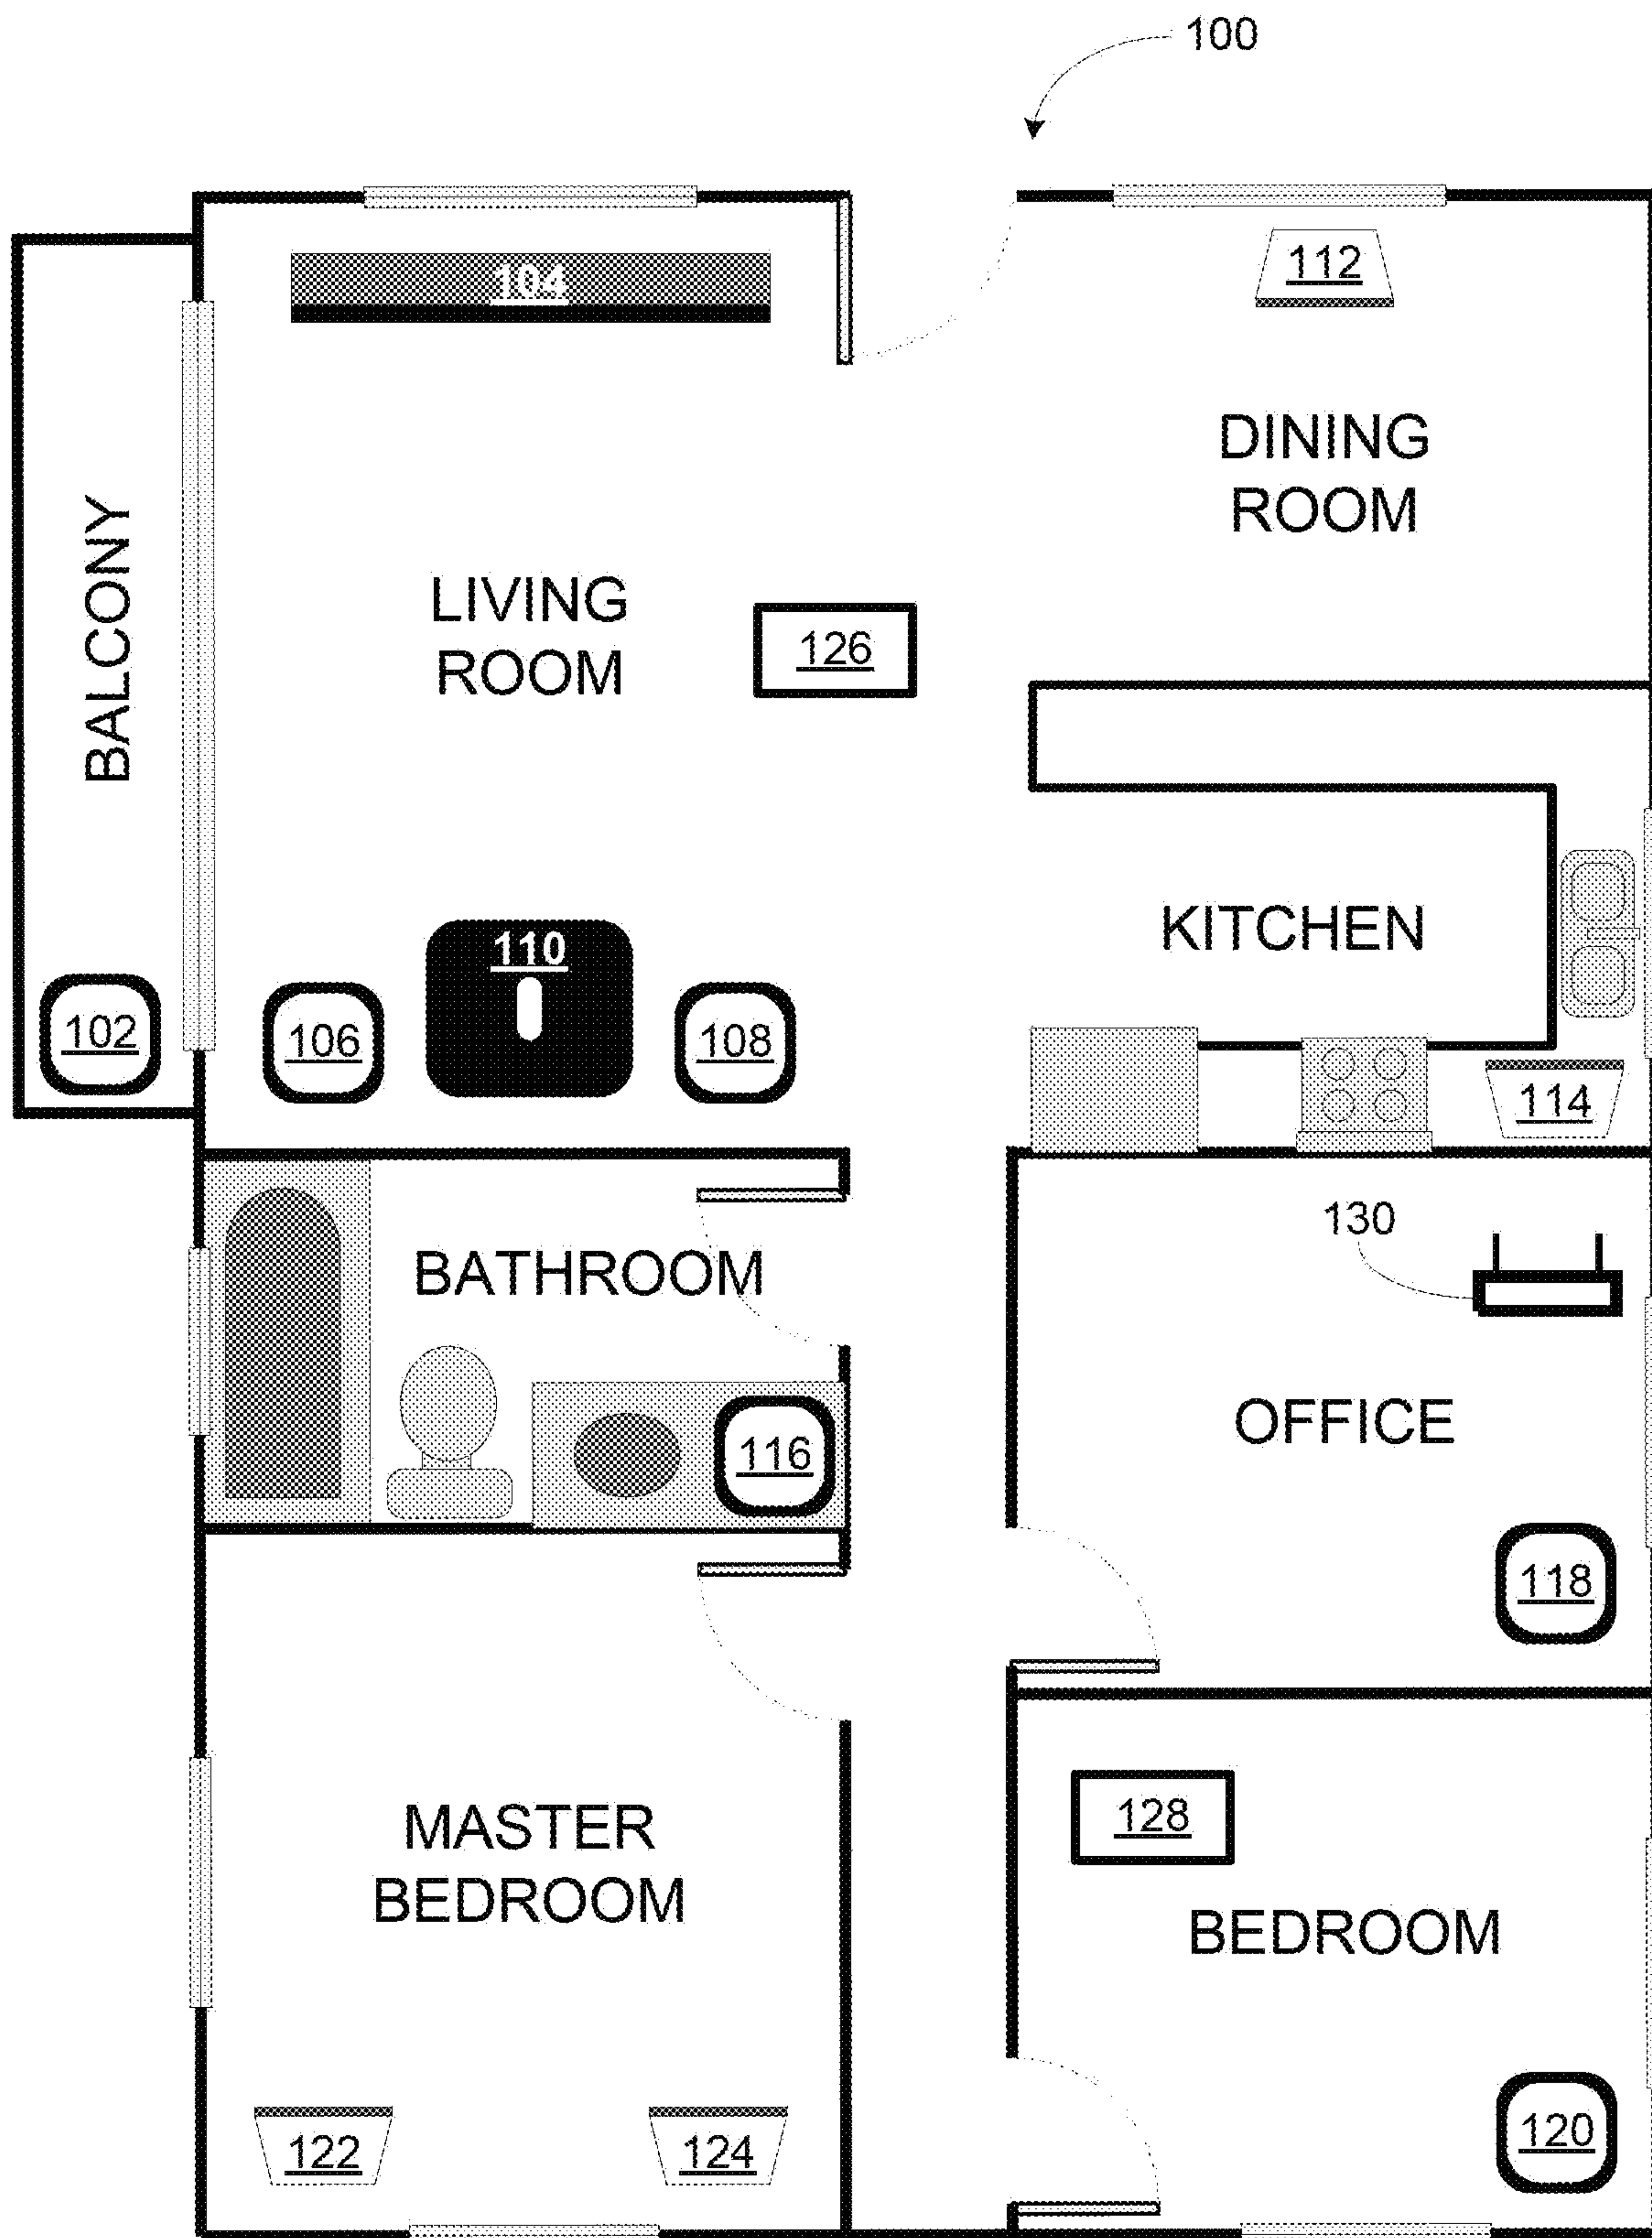 100
104
112
DINING
ROOM
BALCONY
LIVING
ROOM
126
KITCHEN
110
102
106
108
114
130
BATHROOM
OFFICE
116
118
MASTER
BEDROOM
128
BEDROOM
122
124
120